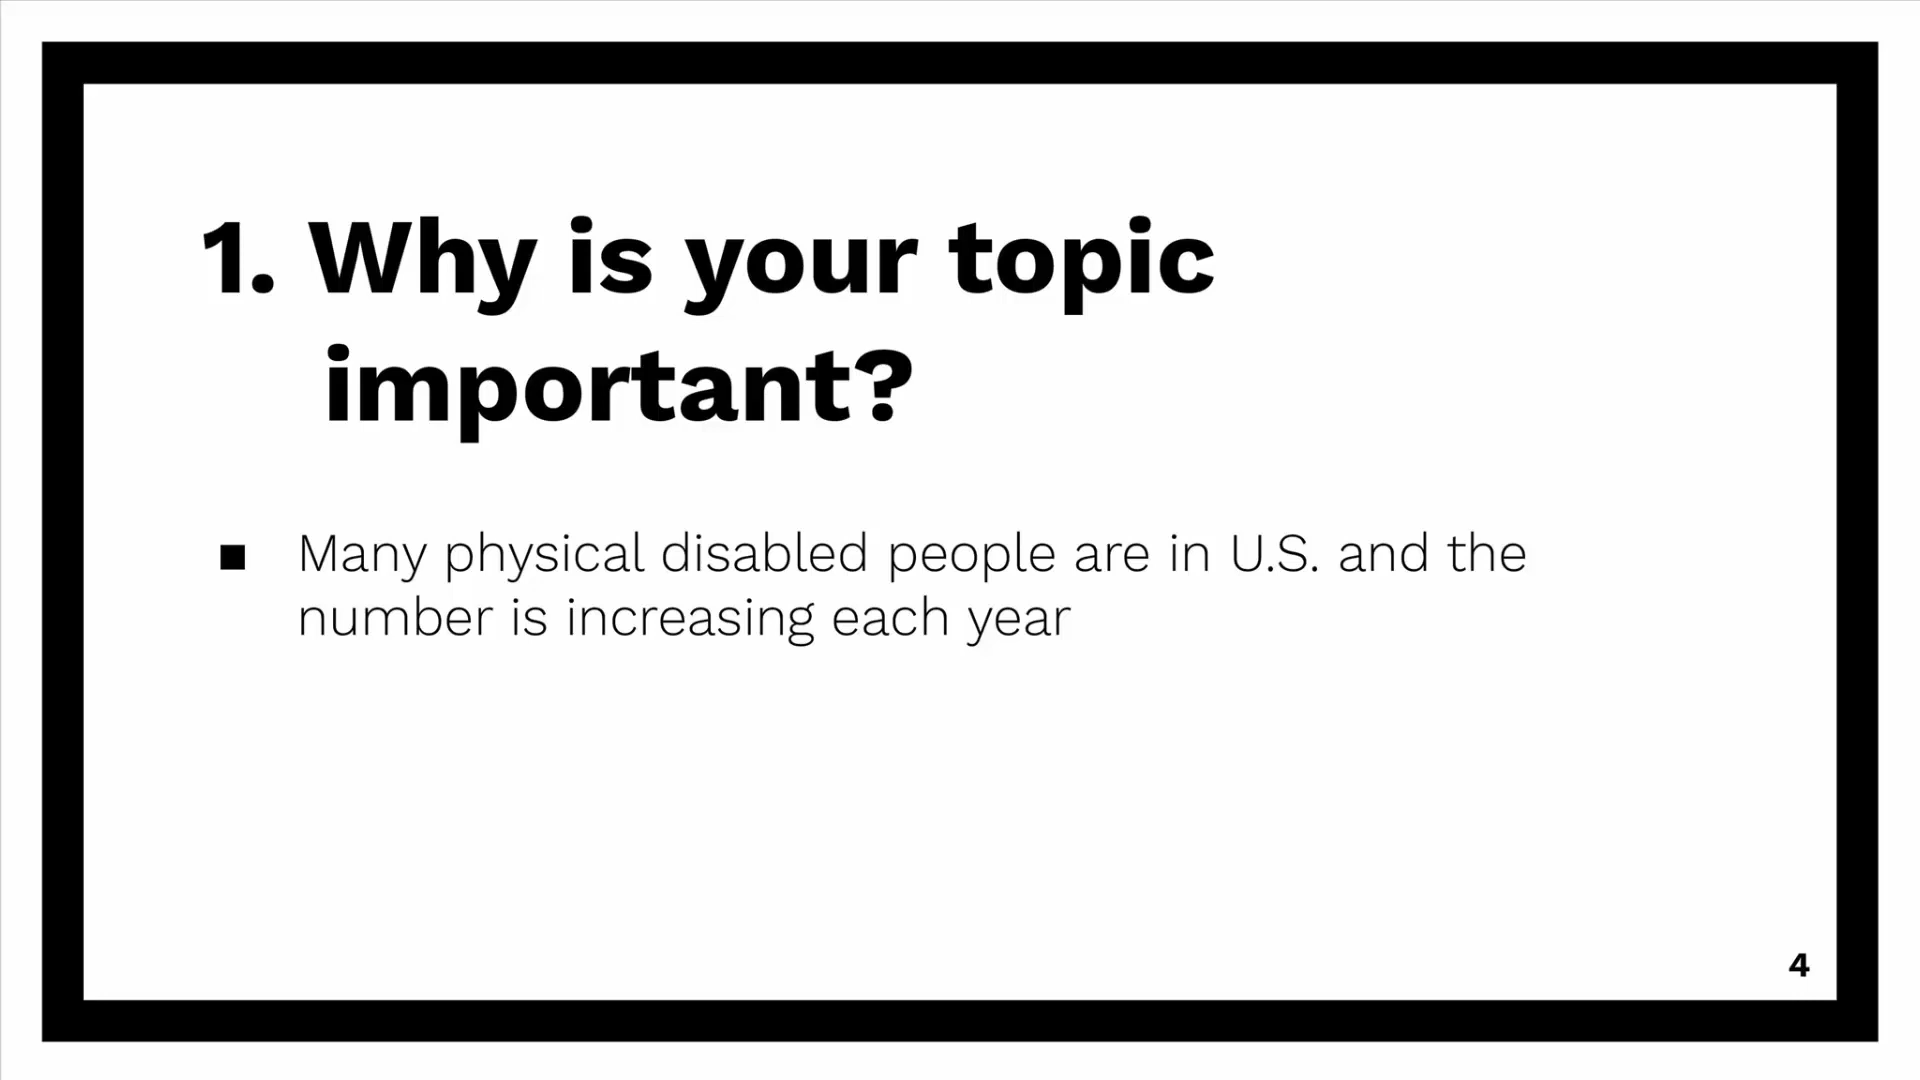 1. Why is your topic
important?
■ Many physical disabled people are in U.S. and the
number is increasing each year
4